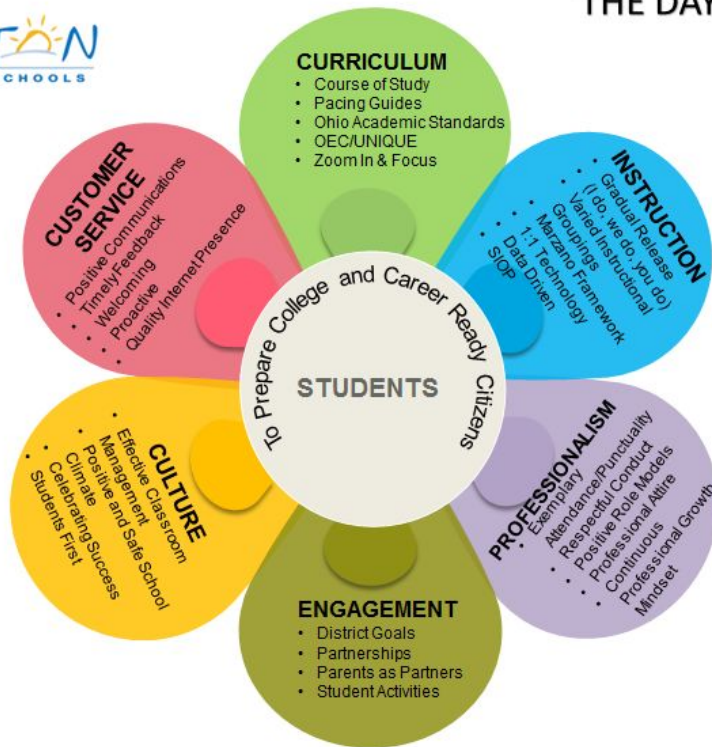 THE DAY
SCHOOLS
CURRICULUM
• Course of Study
• Pacing Guides
• Ohio Academic Standards
• OEC/UNIQUE
• Zoom In & Focus
INSTRUCTION
• Gradual Release
(I do, we do, you do)
• Varied Instructional
Groupings
• Marzano Framework
• 1:1 Technology
• Data Driven
• SIOP
PROFESSIONALISM
• Exemplary
Attendance/Punctuality
• Respectful Conduct
• Positive Role Models
• Professional Attire
• Continuous
Professional Growth
Mindset
ENGAGEMENT
• District Goals
• Partnerships
• Parents as Partners
• Student Activities
CULTURE
• Effective Classroom
Management
• Positive and Safe School
Climate
• Celebrating Success
• Students First
CUSTOMER
SERVICE
• Positive Communications
• Timely Feedback
• Welcoming
• Proactive
• Quality Internet Presence
To Prepare College and Career Ready Citizens
STUDENTS